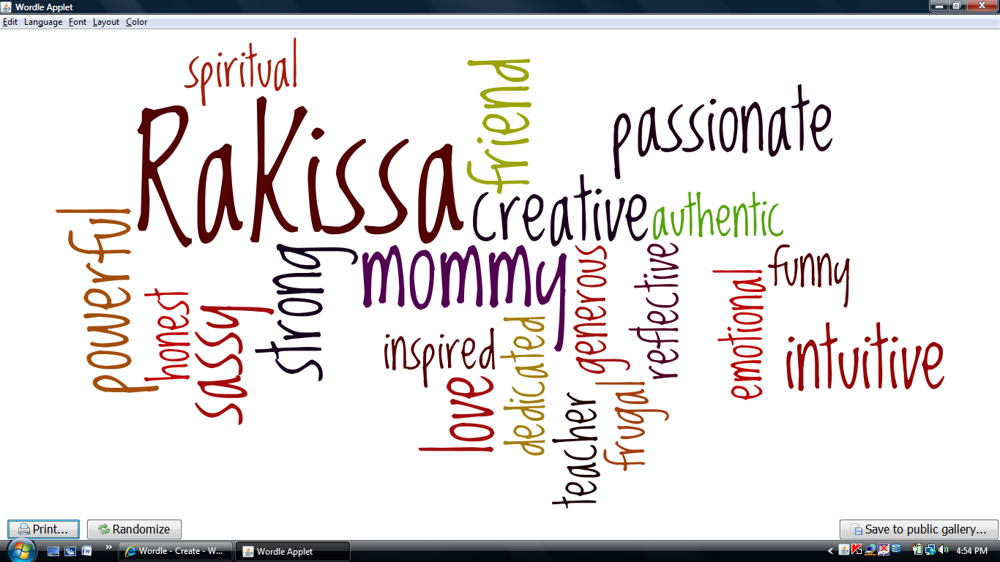 Wordle Applet
Edit Language Font Layout Color
spiritual
RaKissa
friend
passionate
creative
authentic
powerful
strong
mommy
generous
reflective
funny
honest
sassy
emotional
intuitive
inspired
dedicated
love
teacher
frugal
Print...
Randomize
Save to public gallery...
Wordle - Create - W...
Wordle Applet
4:54 PM